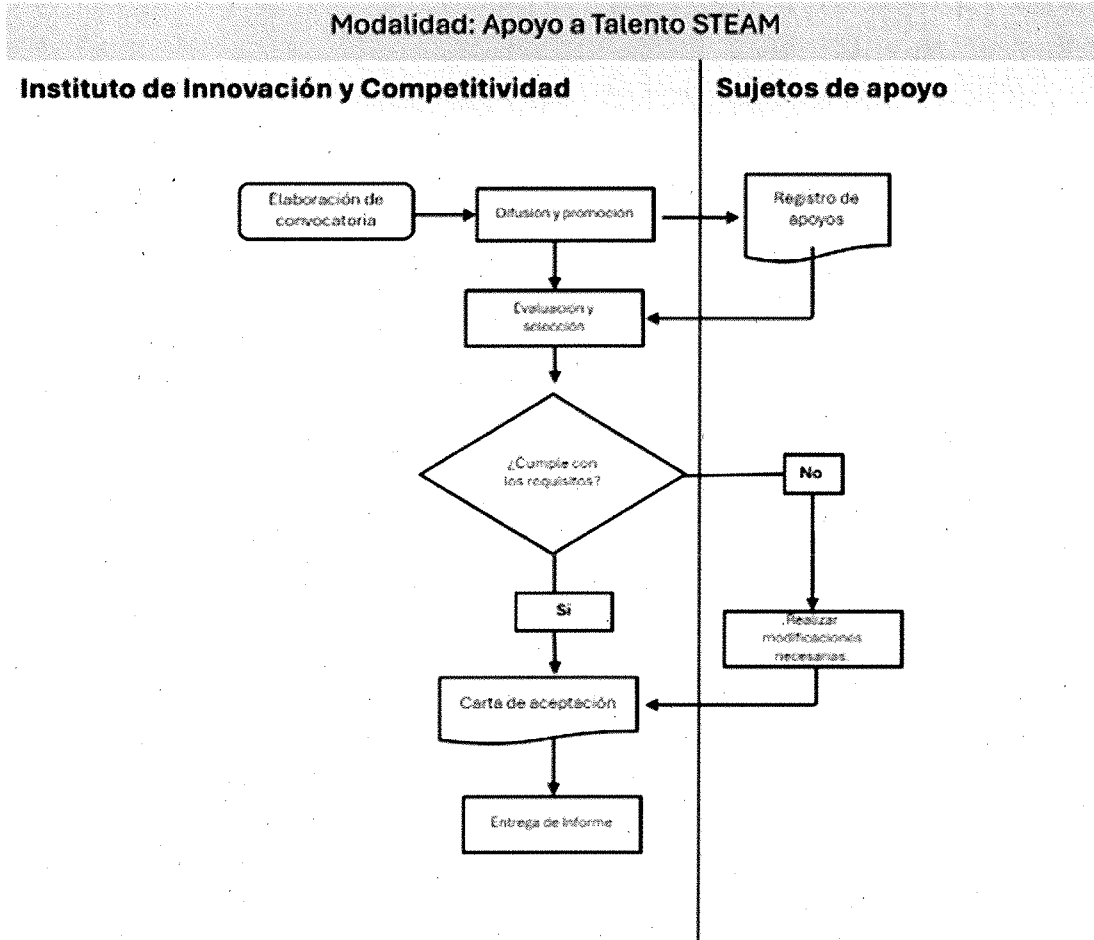 Modalidad: Apoyo a Talento STEAM
Instituto de Innovación y Competitividad
Sujetos de apoyo
Elaboración de
convocatoria
Difusión y promoción
Registro de
apoyos
Evaluación y
selección
¿Cumple con
los requisitos?
No
Si
Realizar
modificaciones
necesarias.
Carta de aceptación
Entrega de Informe